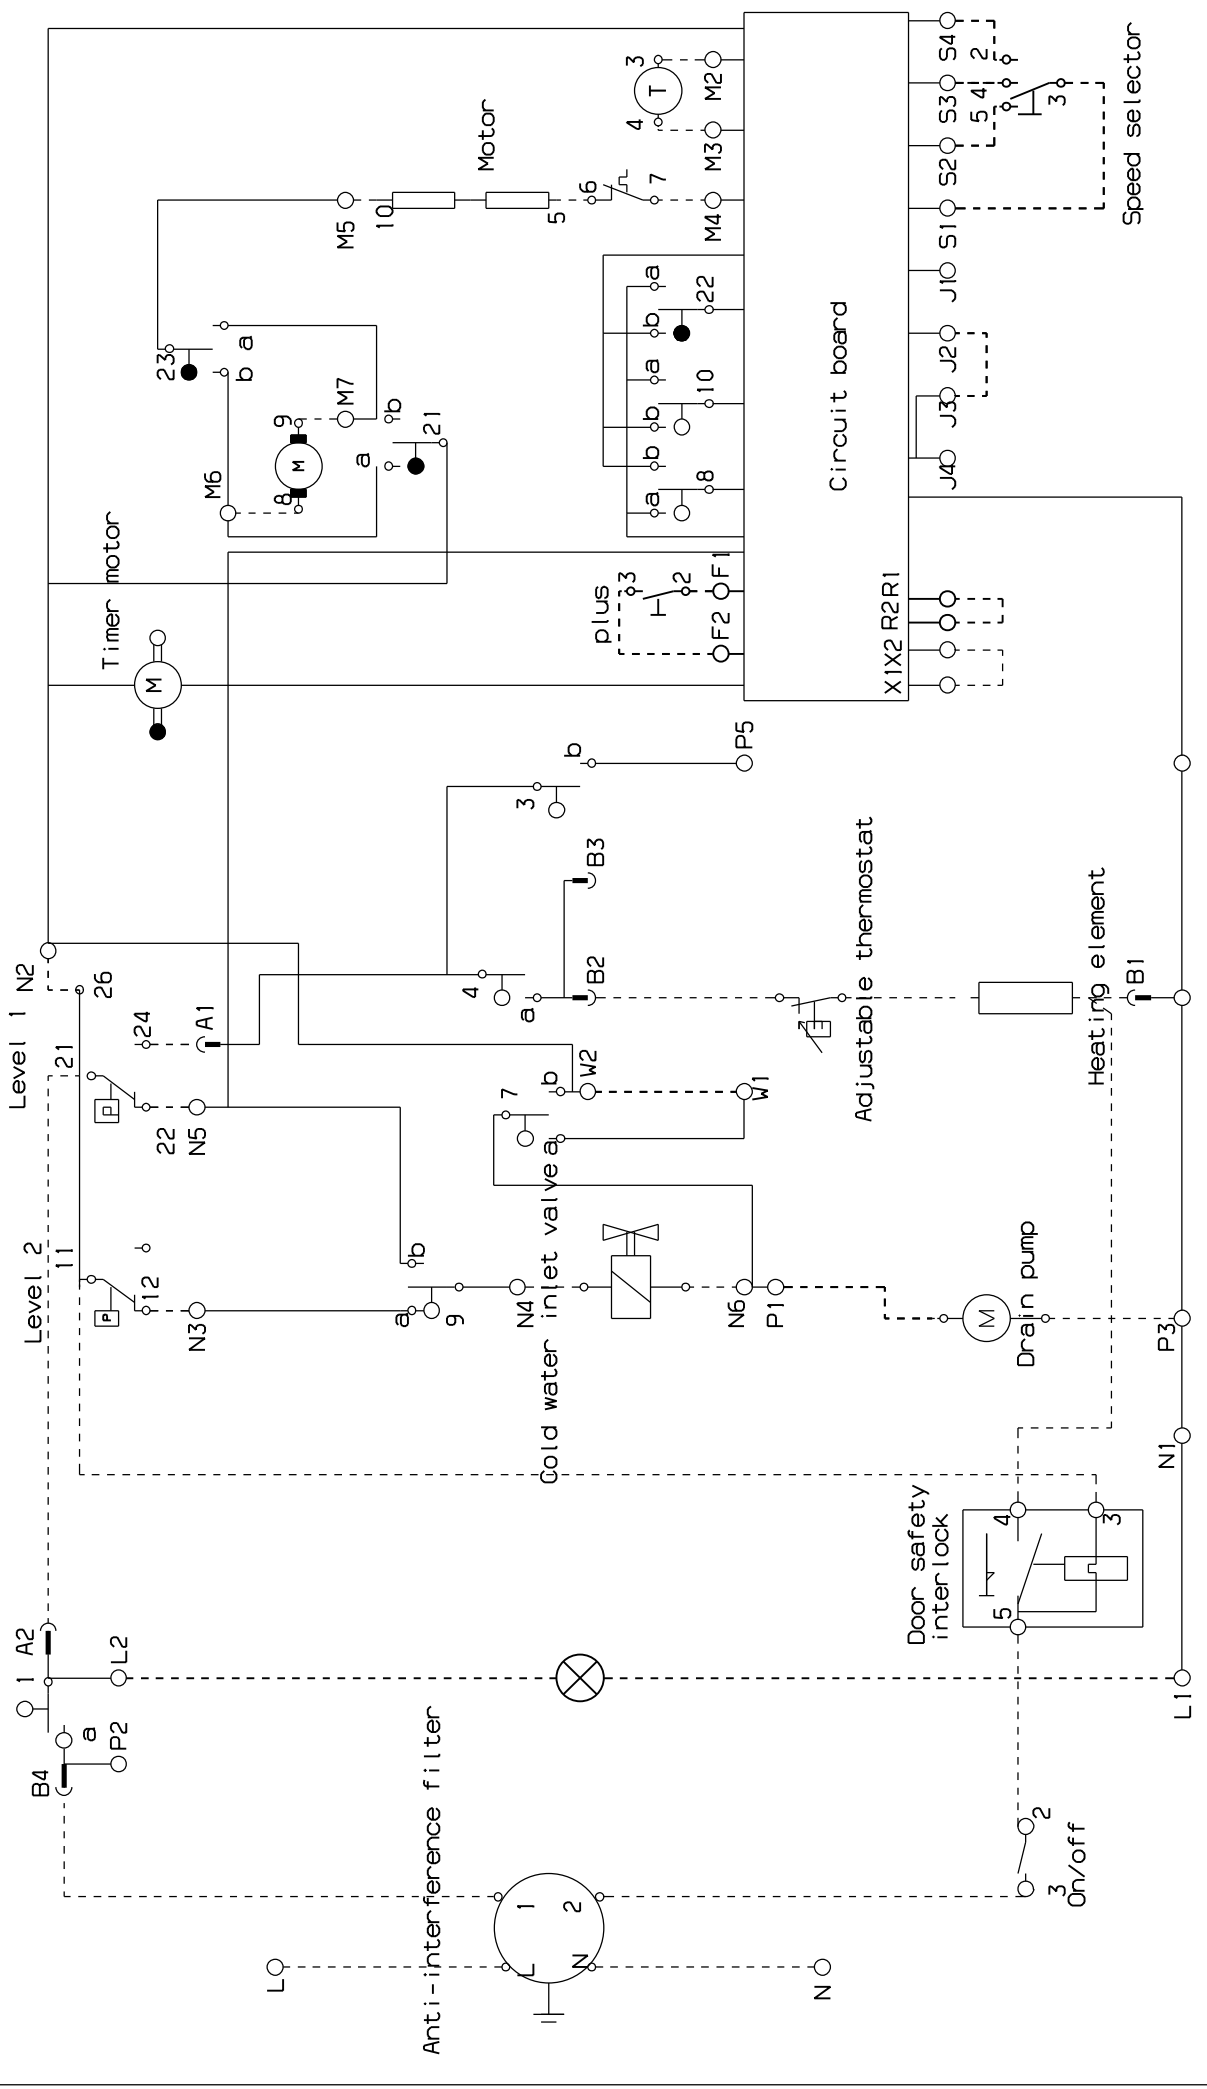 Anti-interference filter
L
N
L
N
1
2
3
2
On/off
B4
a
P2
1
A2
L2
L1
Door safety
interlock
5
4
3
N1
P3
Drain pump
M
Level 2
11
12
N3
a
b
9
N4
Cold water inlet valve
N6
P1
Level 1
21
22
24
N5
A1
26
N2
7
a
b
W2
W1
4
a
B2
B3
3
b
P5
Adjustable thermostat
Heating element
B1
P
P
Timer motor
M
M6
8
9
M
M7
23
a
b
a
b
21
M5
10
Motor
5
6
7
M4
M3
M2
4
3
T
plus
3
2
F2
F1
a
b
8
b
10
a
b
22
a
Circuit board
X1
X2
R2
R1
J4
J3
J2
J1
S1
S2
S3
S4
5
4
2
3
Speed selector